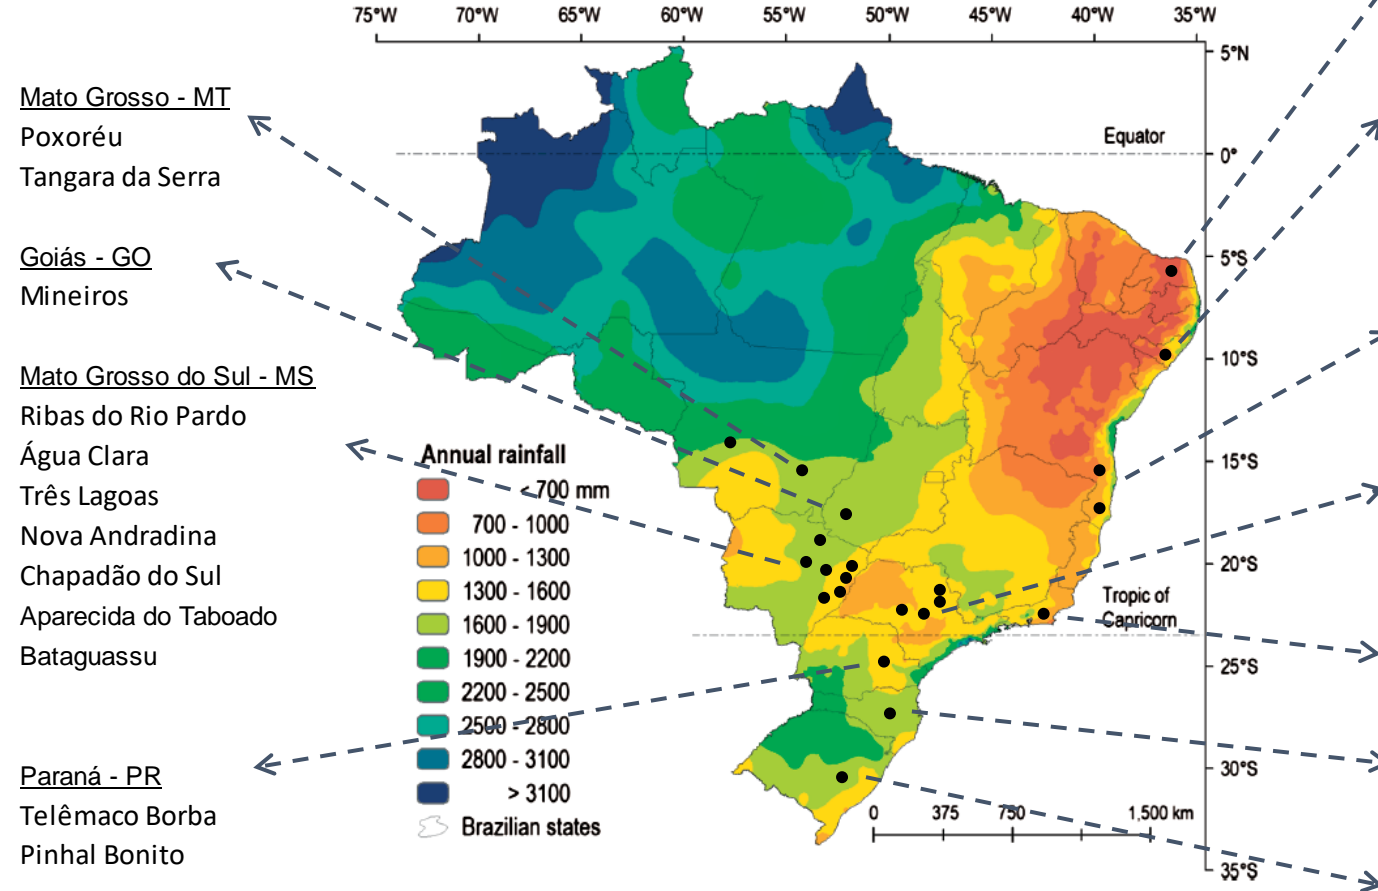 75°W 70°W 65°W 60°W 55°W 50°W 45°W 40°W 35°W
5°N
Mato Grosso - MT
Poxoréu
Tangara da Serra
Equator
0°
Goiás - GO
Mineiros
5°S
10°S
Mato Grosso do Sul - MS
Ribas do Rio Pardo
Água Clara
Três Lagoas
Nova Andradina
Chapadão do Sul
Aparecida do Taboado
Bataguassu
Annual rainfall
< 700 mm
700 - 1000
1000 - 1300
1300 - 1600
1600 - 1900
1900 - 2200
2200 - 2500
2500 - 2800
2800 - 3100
> 3100
Brazilian states
15°S
20°S
Tropic of
Capricorn
25°S
30°S
Paraná - PR
Telêmaco Borba
Pinhal Bonito
0 375 750 1,500 km
35°S